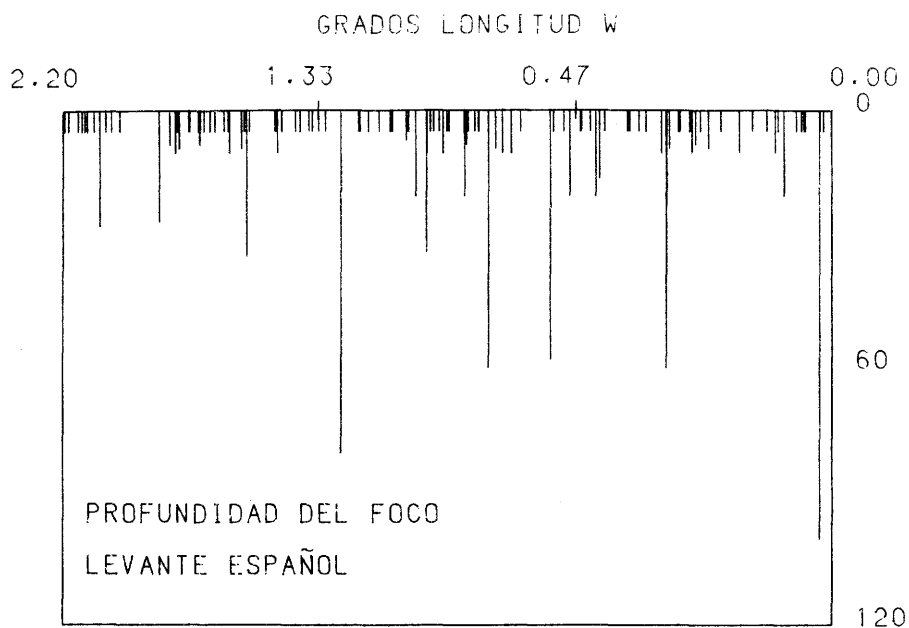 GRADOS LONGITUD W
2.20 1.33 0.47 0.00
0
60
PROFUNDIDAD DEL FOCO
LEVANTE ESPAÑOL
120